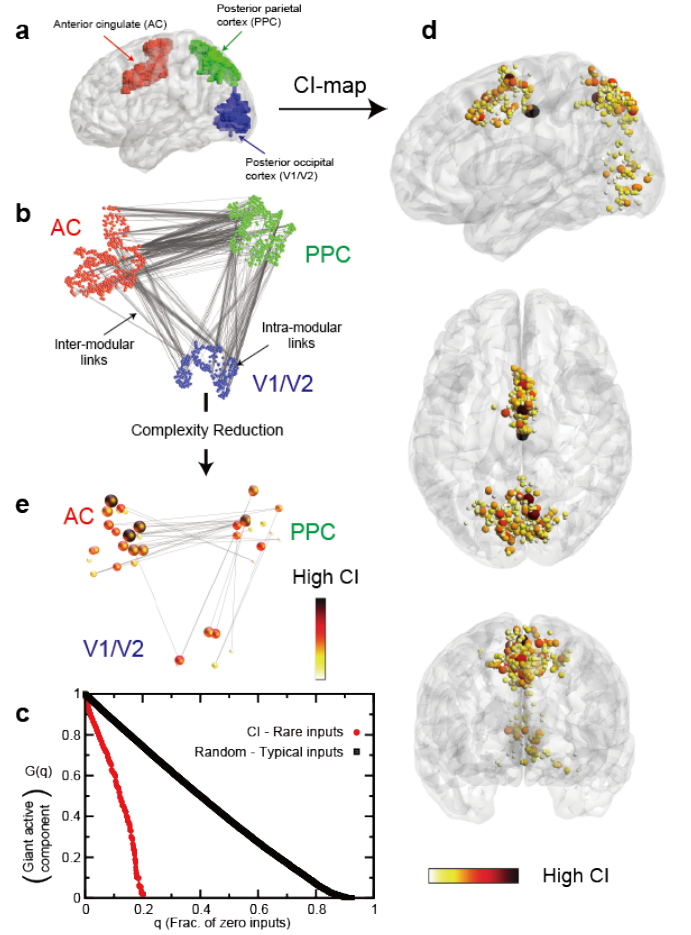 a
Anterior cingulate (AC)
Posterior parietal
cortex (PPC)
Posterior occipital
cortex (V1/V2)
CI-map
d
b
AC
PPC
V1/V2
Inter-modular
links
Intra-modular
links
Complexity Reduction
e
AC
PPC
V1/V2
High CI
c
CI - Rare inputs
Random - Typical inputs
G(q)
(Giant active
component)
1
0.8
0.6
0.4
0.2
0
0
0.2
0.4
0.6
0.8
1
q (Frac. of zero inputs)
High CI